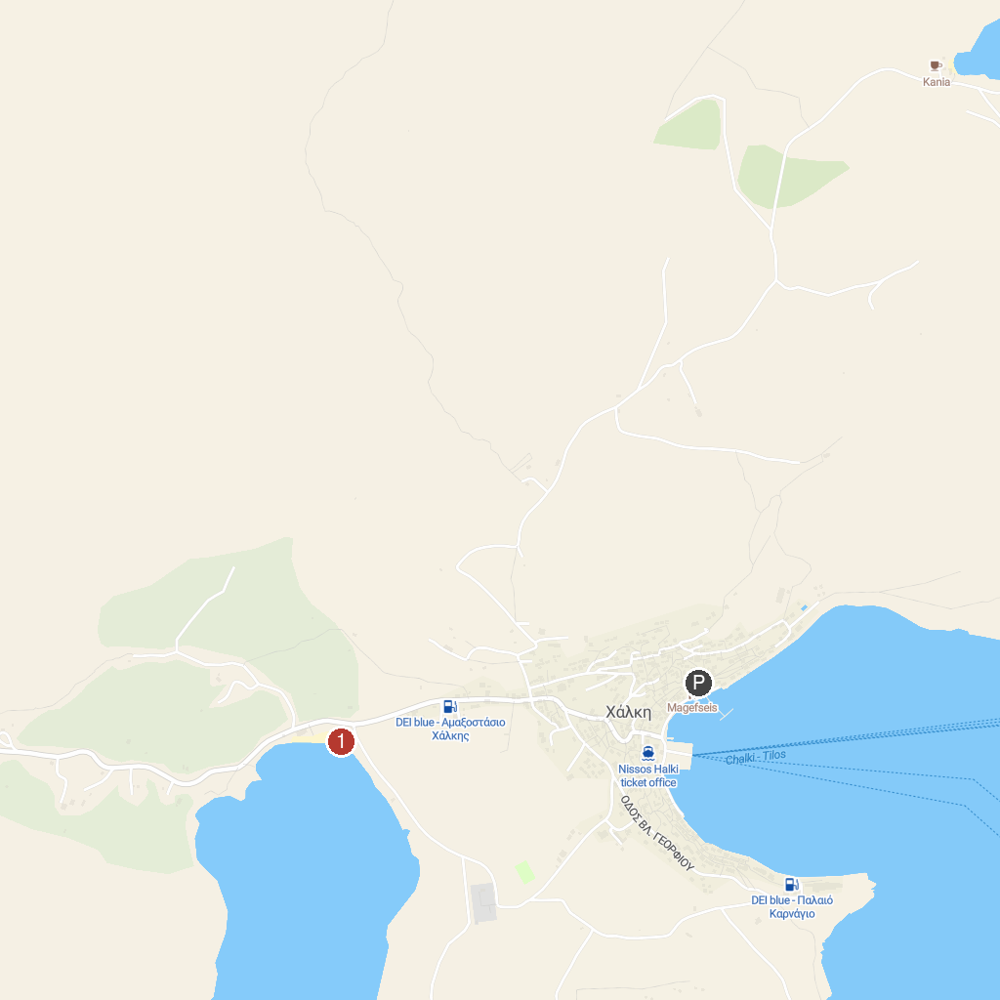 Kania
P
Magefseis
Χάλκη
DEI blue - Αμαξοστάσιο
Χάλκης
1
Nissos Halki
ticket office
Chalki - Tilos
ΟΔΟΣ ΒΛ. ΓΕΩΡΦΙΟΥ
DEI blue - Παλαιό
Καρνάγιο